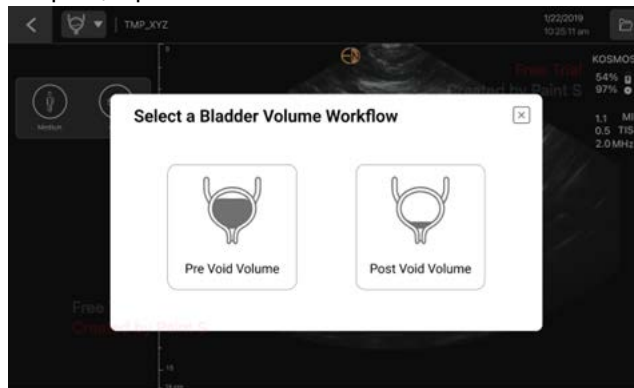 TMP_XYZ
1/22/2019
10:35:11 am
KOSMOS
Free Trial
Created by Paint S
54%
97%
1.1 MI
0.5 TIS
2.0 MHz
Medium
Select a Bladder Volume Workflow
Pre Void Volume
Post Void Volume
Free
Created by Paint S
15